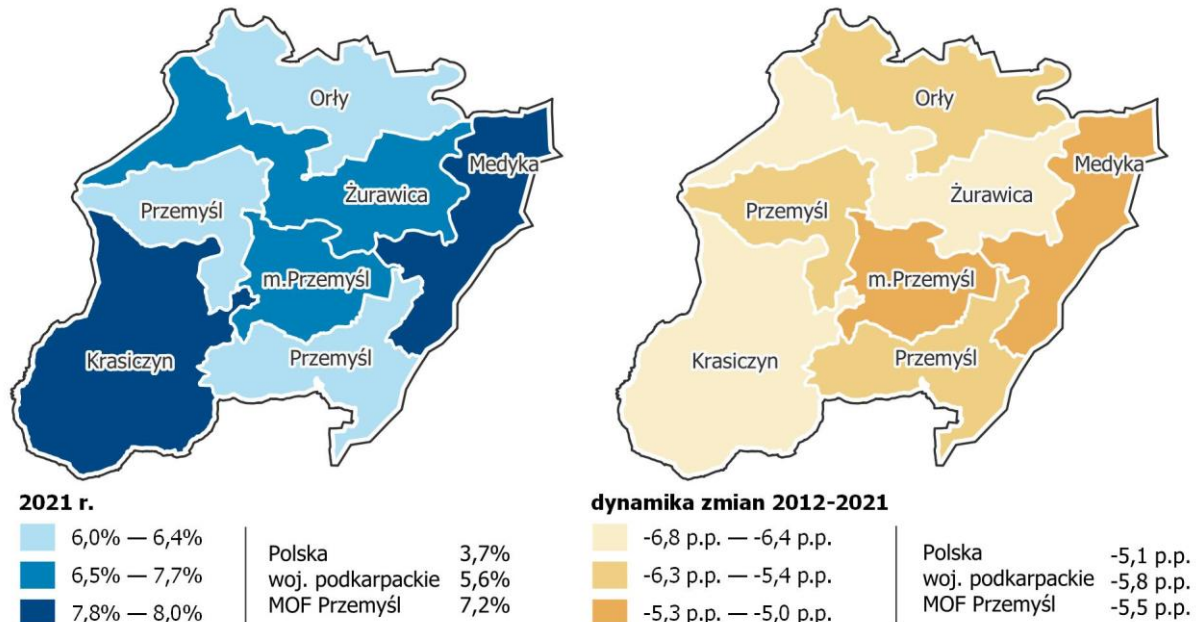 Orły
Medyka
Żurawica
Przemyśl
m.Przemyśl
Krasiczyn
Przemyśl
2021 r.
6,0% — 6,4%
6,5% — 7,7%
7,8% — 8,0%
Polska 3,7%
woj. podkarpackie 5,6%
MOF Przemyśl 7,2%
Orły
Medyka
Żurawica
Przemyśl
m.Przemyśl
Krasiczyn
Przemyśl
dynamika zmian 2012-2021
-6,8 p.p. — -6,4 p.p.
-6,3 p.p. — -5,4 p.p.
-5,3 p.p. — -5,0 p.p.
Polska -5,1 p.p.
woj. podkarpackie -5,8 p.p.
MOF Przemyśl -5,5 p.p.